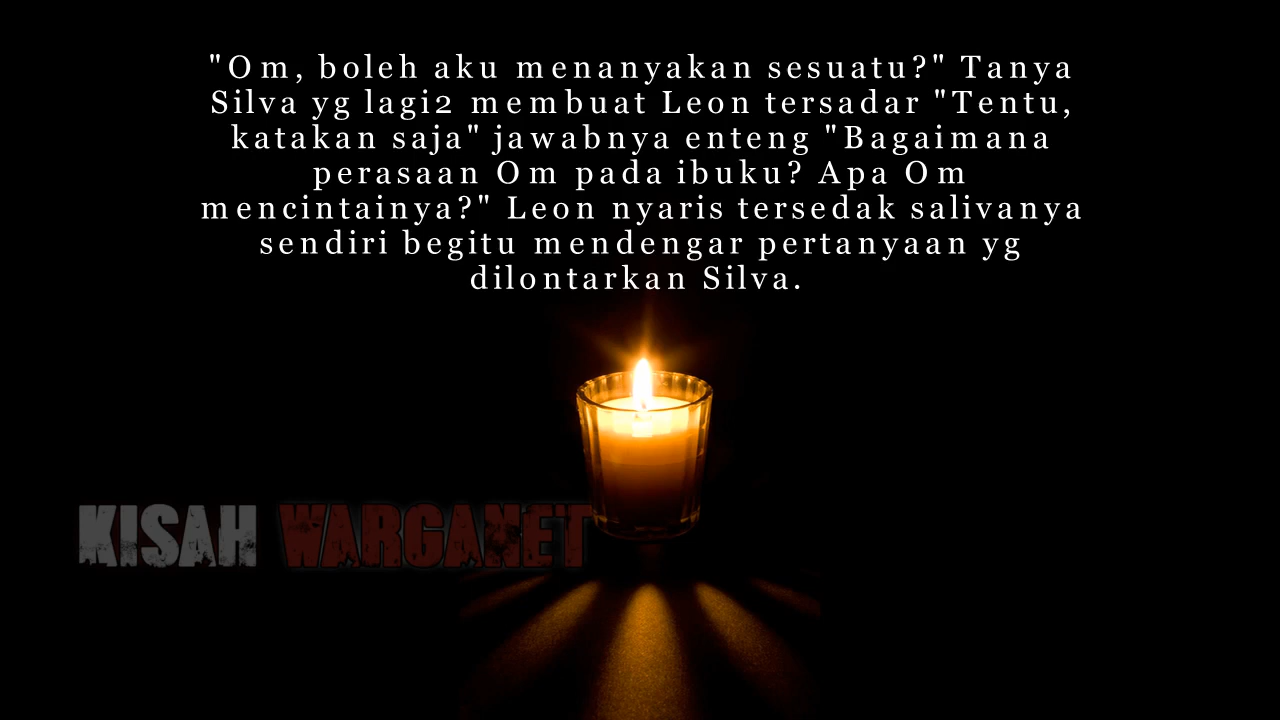 "Om, boleh aku menanyakan sesuatu?" Tanya
Silva yg lagi2 membuat Leon tersadar "Tentu,
katakan saja" jawabnya enteng "Bagaimana
perasaan Om pada ibuku? Apa Om
mencintainya?" Leon nyaris tersedak salivanya
sendiri begitu mendengar pertanyaan yg
dilontarkan Silva.
KISAH WARGANET